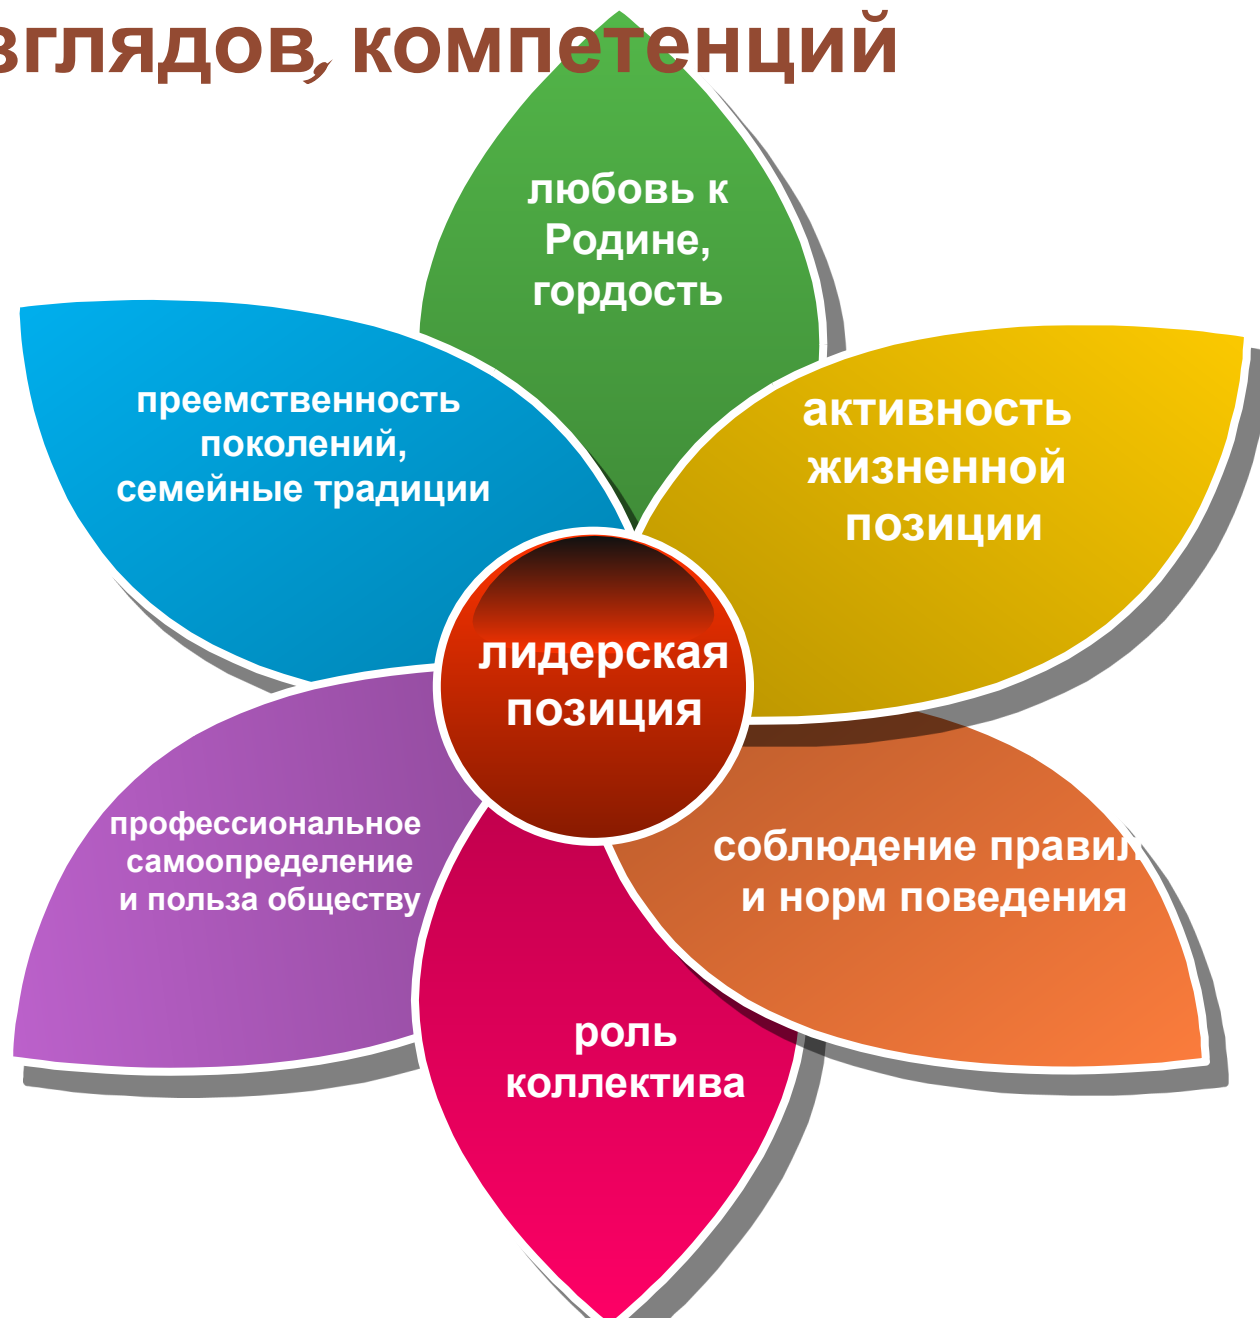 зглядов, компетенций
любовь к
Родине,
гордость
преемственность
поколений,
семейные традиции
активность
жизненной
позиции
лидерская
позиция
профессиональное
самоопределение
и польза обществу
соблюдение правил
и норм поведения
роль
коллектива